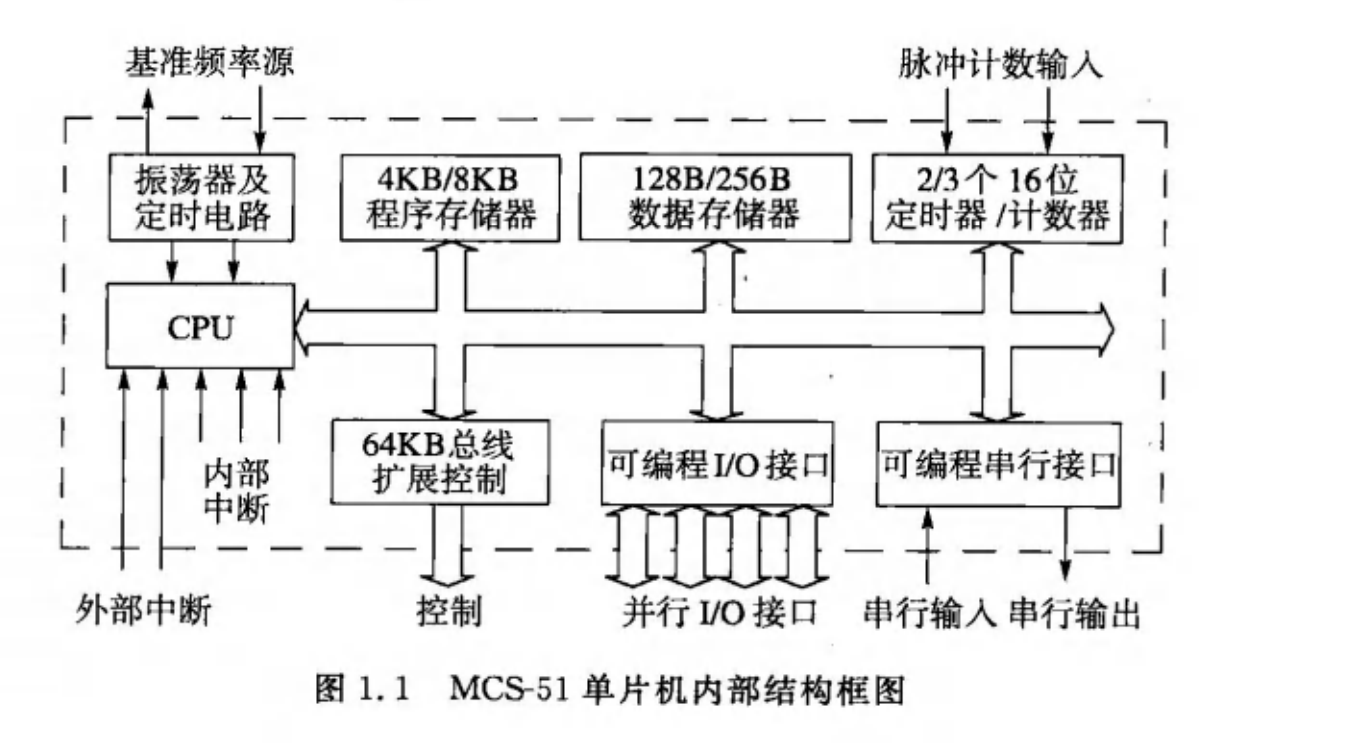 基准频率源
脉冲计数输入
振荡器及
定时电路
4KB/8KB
程序存储器
128B/256B
数据存储器
2/3个 16位
定时器/计数器
CPU
内部
中断
64KB总线
扩展控制
可编程 I/O 接口
可编程串行接口
外部中断
控制
并行 I/O 接口
串行输入
串行输出
图 1.1 MCS-51 单片机内部结构框图